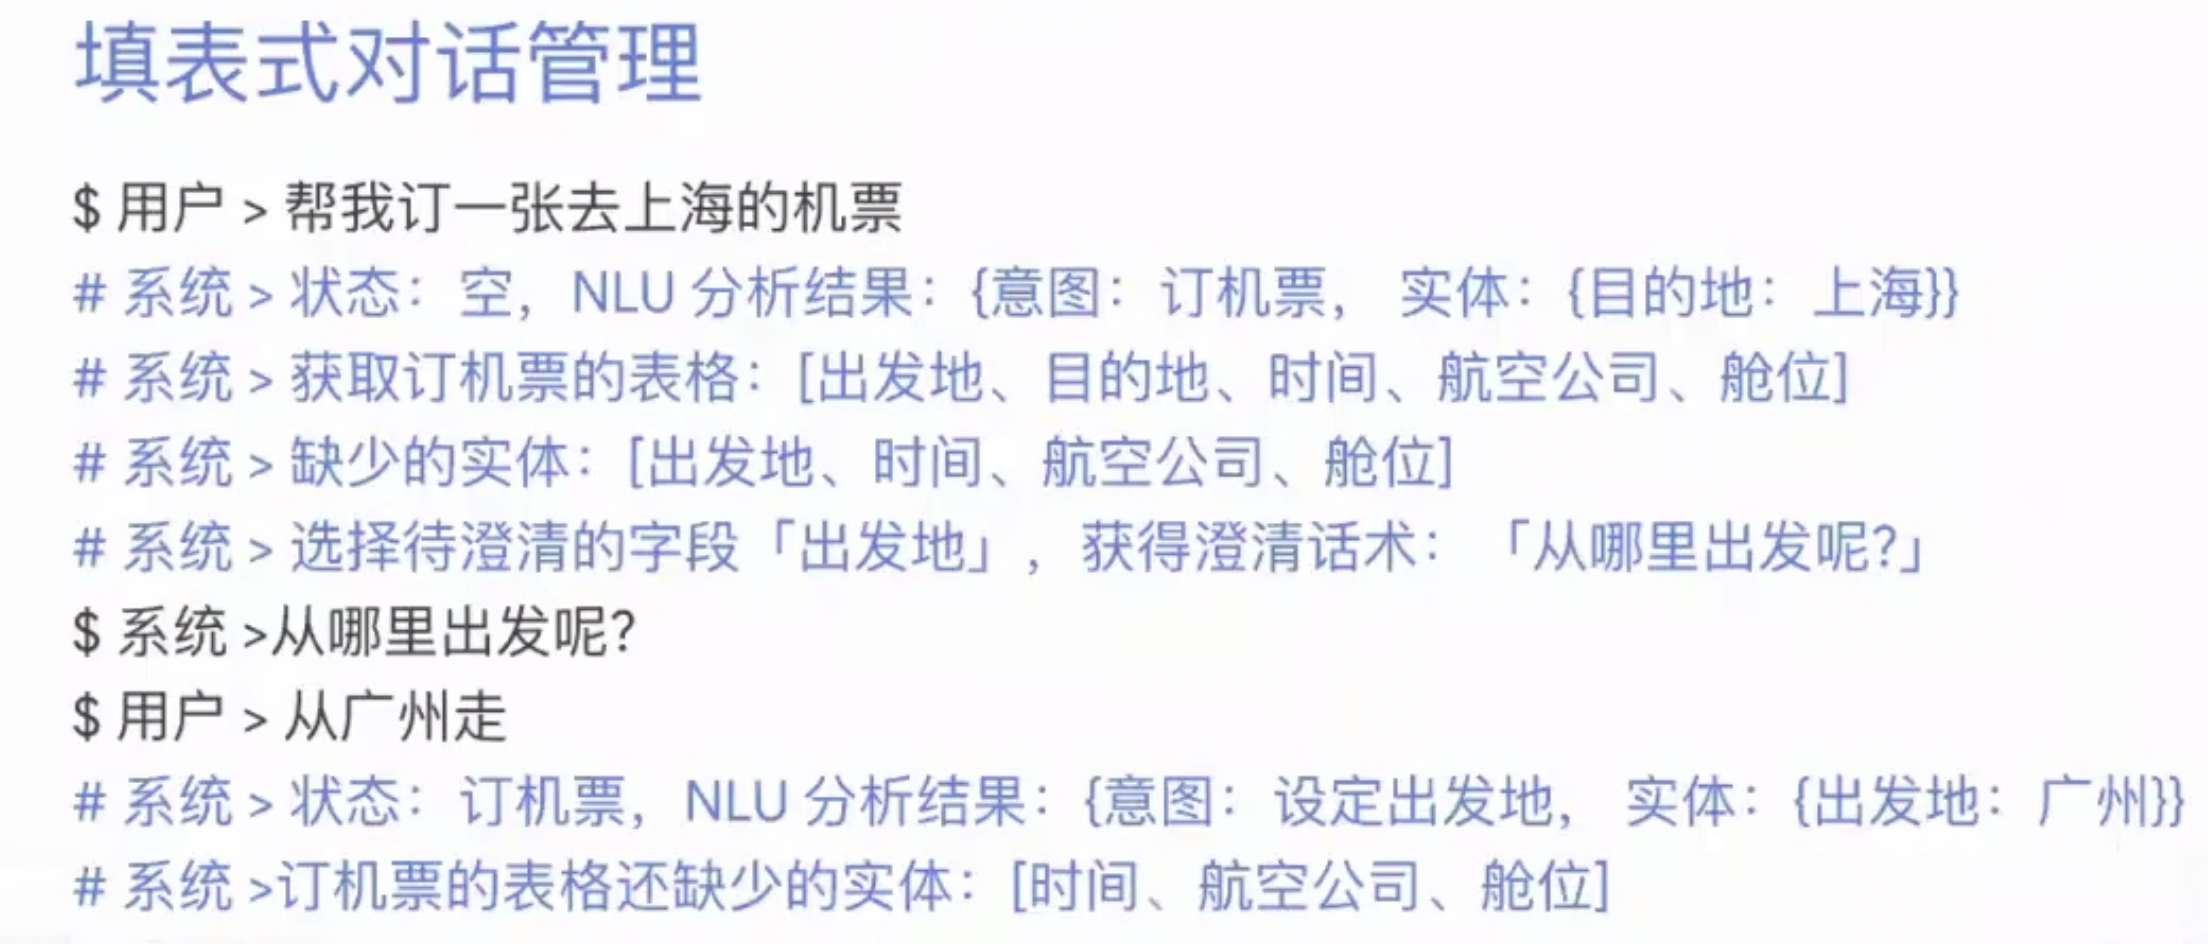 填表式对话管理
$ 用户 > 帮我订一张去上海的机票
# 系统 > 状态：空，NLU 分析结果：{意图：订机票， 实体：{目的地：上海}}
# 系统 > 获取订机票的表格：[出发地、目的地、时间、航空公司、舱位]
# 系统 > 缺少的实体：[出发地、时间、航空公司、舱位]
# 系统 > 选择待澄清的字段「出发地」，获得澄清话术：「从哪里出发呢?」
$ 系统 >从哪里出发呢?
$ 用户 > 从广州走
# 系统 > 状态：订机票，NLU 分析结果：{意图：设定出发地， 实体：{出发地：广州}}
# 系统 >订机票的表格还缺少的实体：[时间、航空公司、舱位]